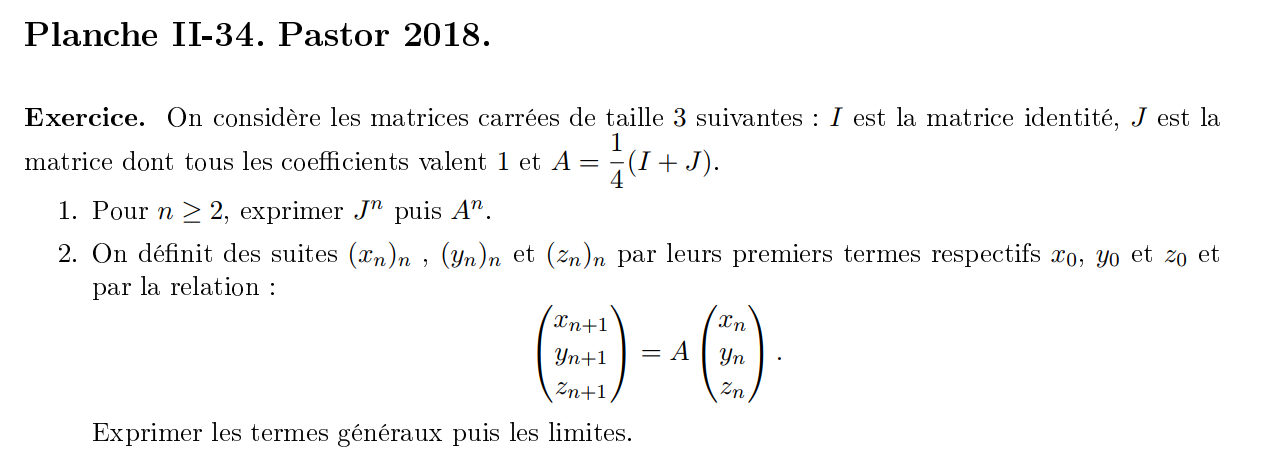 Planche II-34. Pastor 2018.
Exercice. On considère les matrices carrées de taille 3 suivantes : I est la matrice identité, J est la
matrice dont tous les coefficients valent 1 et A = \frac{1}{4}(I + J).
1. Pour n ≥ 2, exprimer J^n puis A^n.
2. On définit des suites (x_n)_n , (y_n)_n et (z_n)_n par leurs premiers termes respectifs x_0, y_0 et z_0 et
par la relation :
\begin{pmatrix} x_{n+1} \\ y_{n+1} \\ z_{n+1} \end{pmatrix} = A \begin{pmatrix} x_n \\ y_n \\ z_n \end{pmatrix} .
Exprimer les termes généraux puis les limites.